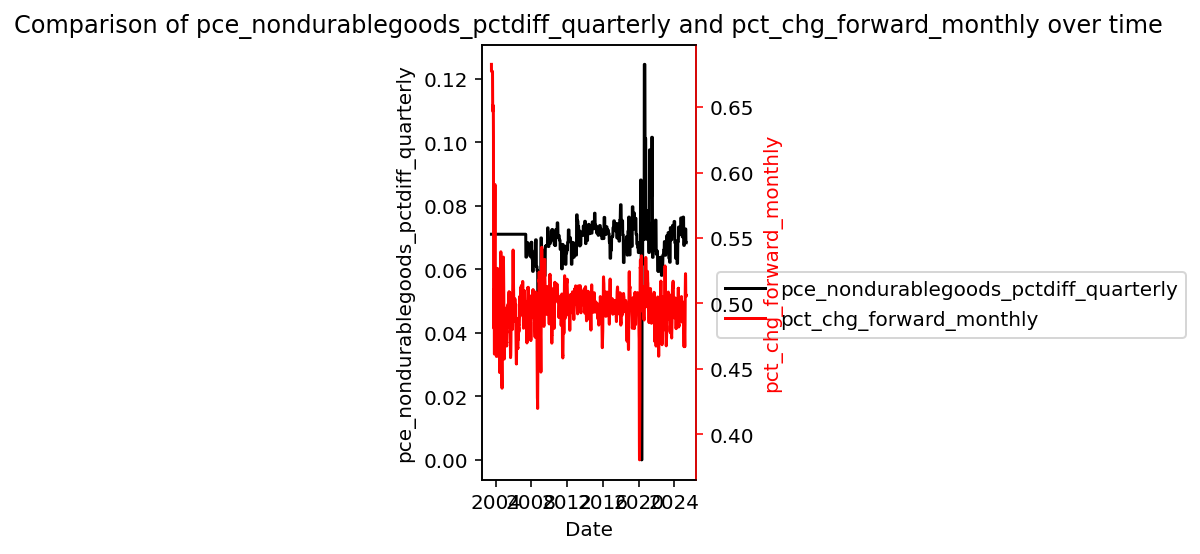 Comparison of pce_nondurablegoods_pctdiff_quarterly and pct_chg_forward_monthly over time
pce_nondurablegoods_pctdiff_quarterly
0.12
0.10
0.08
0.06
0.04
0.02
0.00
0.65
0.60
0.55
0.50
0.45
0.40
pct_chg_forward_monthly
pce_nondurablegoods_pctdiff_quarterly
pct_chg_forward_monthly
2004 2008 2012 2016 2020 2024
Date